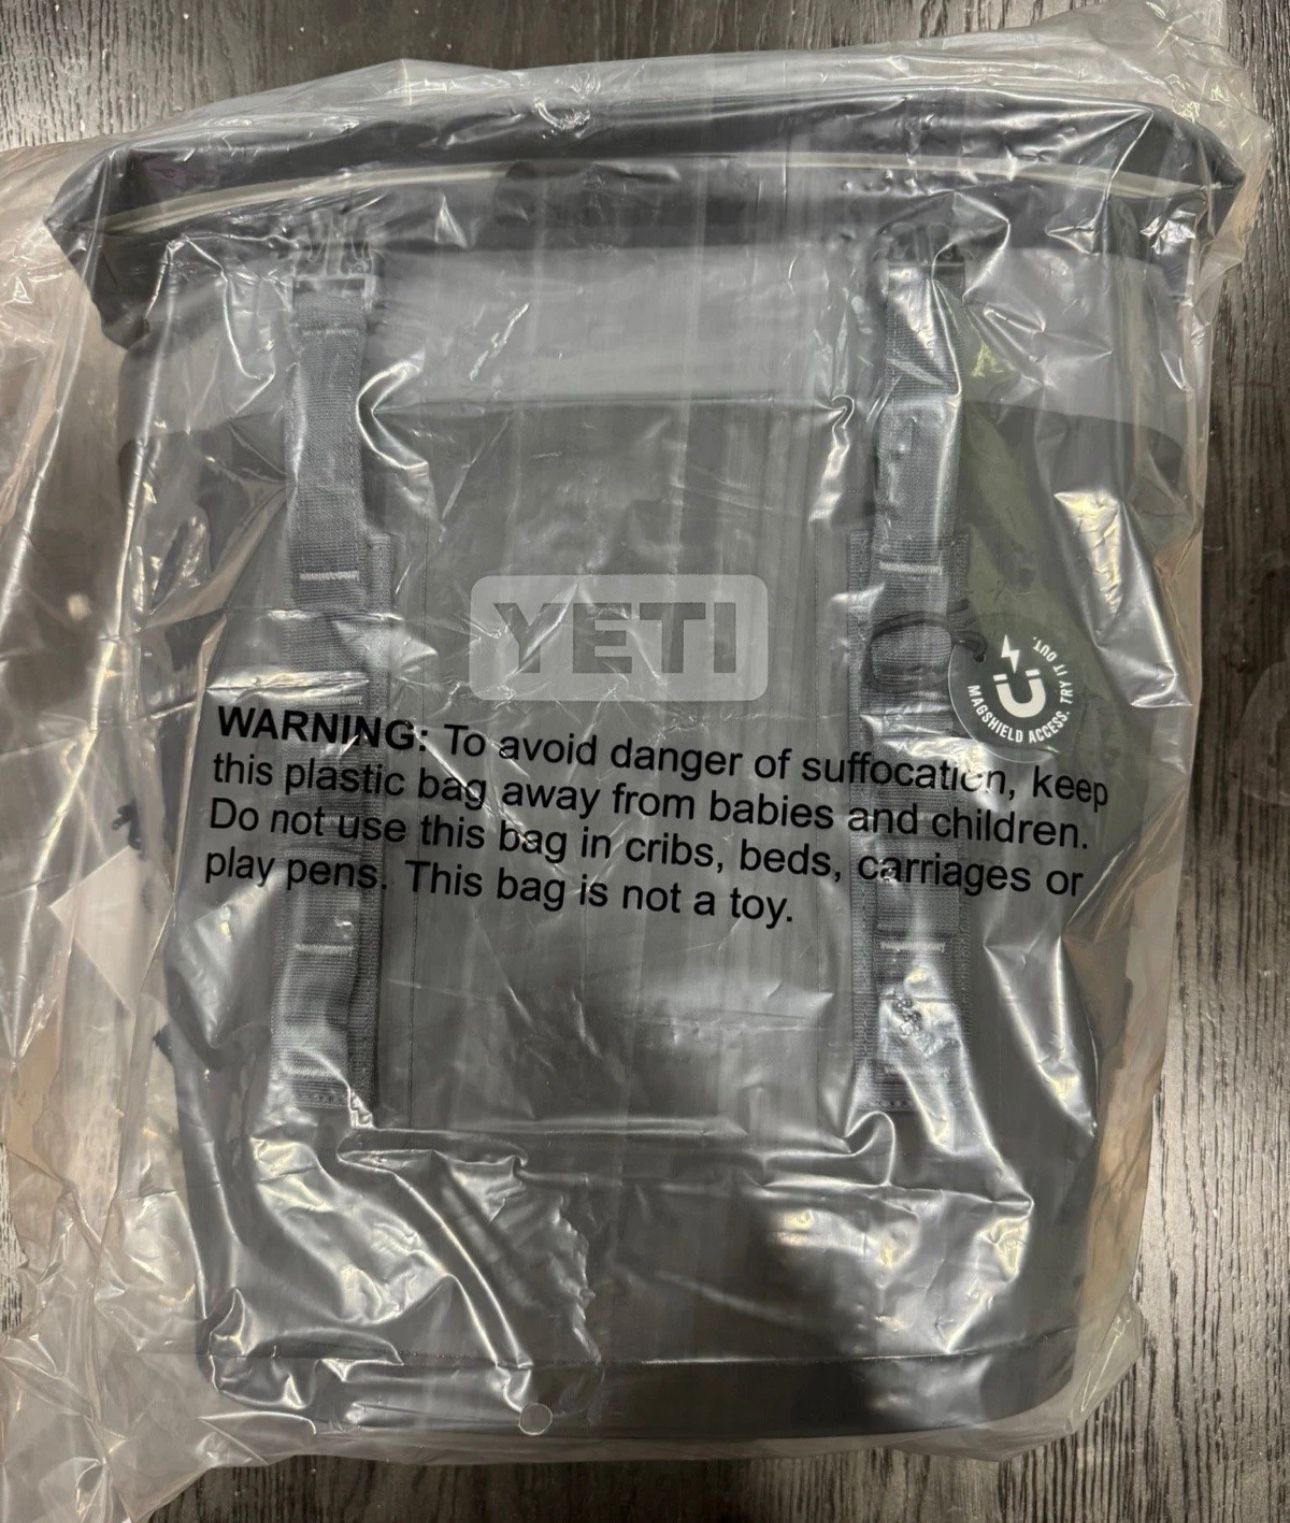 YETI
MAGSHIELD ACCESS. TRY IT OUT.
WARNING: To avoid danger of suffocation, keep
this plastic bag away from babies and children.
Do not use this bag in cribs, beds, carriages or
play pens. This bag is not a toy.